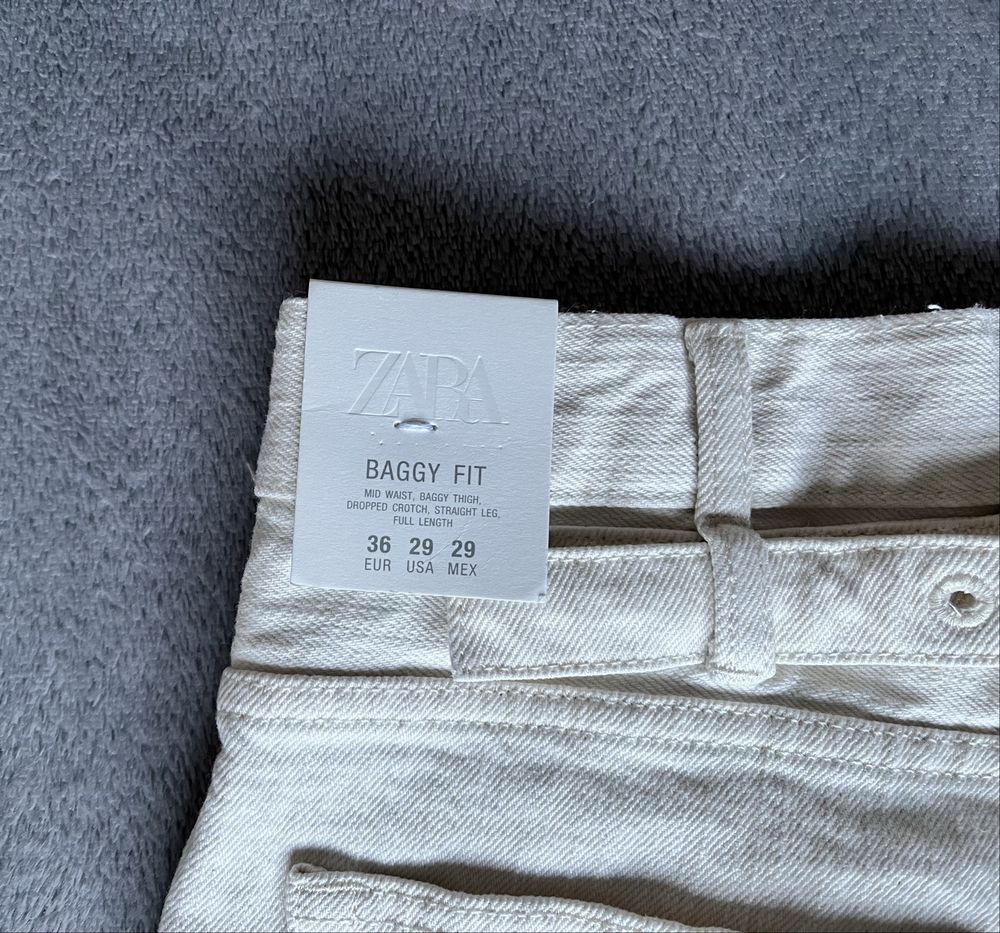 ZARA
BAGGY FIT
MID WAIST, BAGGY THIGH,
DROPPED CROTCH, STRAIGHT LEG,
FULL LENGTH
36 29 29
EUR USA MEX